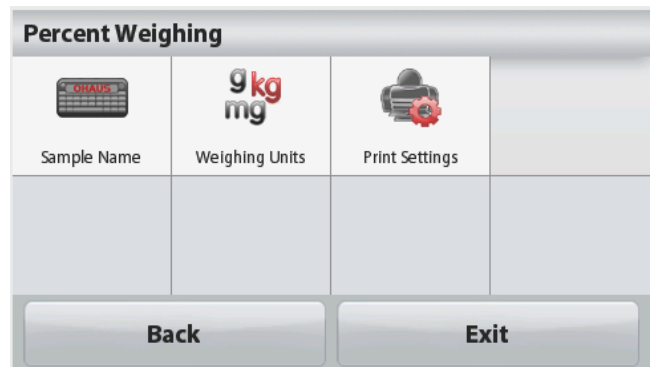 Percent Weighing
OHAUS
g kg
mg
Sample Name
Weighing Units
Print Settings
Back
Exit